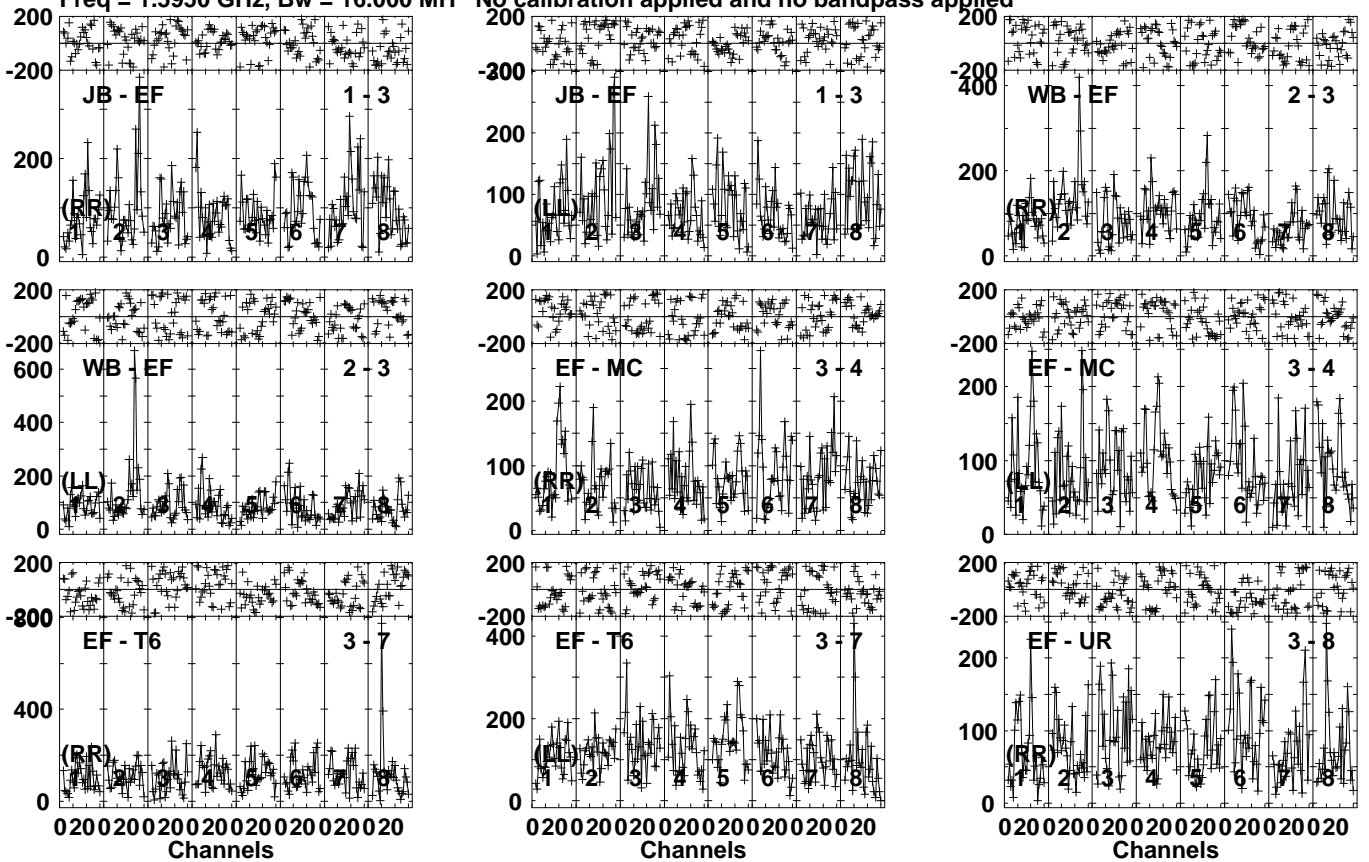 Freq = 1.5950 GHz, Bw = 16.000 MH No calibration applied and no bandpass applied
200 200 200
-200 -200
JB - EF 1 - 3 300 JB - EF 1 - 3 400 WB - EF 2 - 3
200 200 200
100
(RR) (LL) (RR)
1 2 3 4 5 6 7 8 1 2 3 4 5 6 7 8 1 2 3 4 5 6 7 8
0 0 0
200 200 200
-200 -200 -200
600 WB - EF 2 - 3 EF - MC 3 - 4 EF - MC 3 - 4
400 200 200
200 100 100
(LL) (RR) (LL)
1 2 3 4 5 6 7 8 1 2 3 4 5 6 7 8 1 2 3 4 5 6 7 8
0 0 0
200 200 200
800 -200 -200
EF - T6 3 - 7 400 EF - T6 3 - 7 EF - UR 3 - 8
400 200 200
100
(RR) (LL) (RR)
1 2 3 4 5 6 7 8 1 2 3 4 5 6 7 8 1 2 3 4 5 6 7 8
0 0 0
0 20 0 20 0 20 0 20 0 20 0 20 0 20 0 20 0 20 0 20 0 20 0 20 0 20 0 20 0 20 0 20 0 20 0 20 0 20 0 20 0 20 0 20 0 20 0 20
Channels Channels Channels